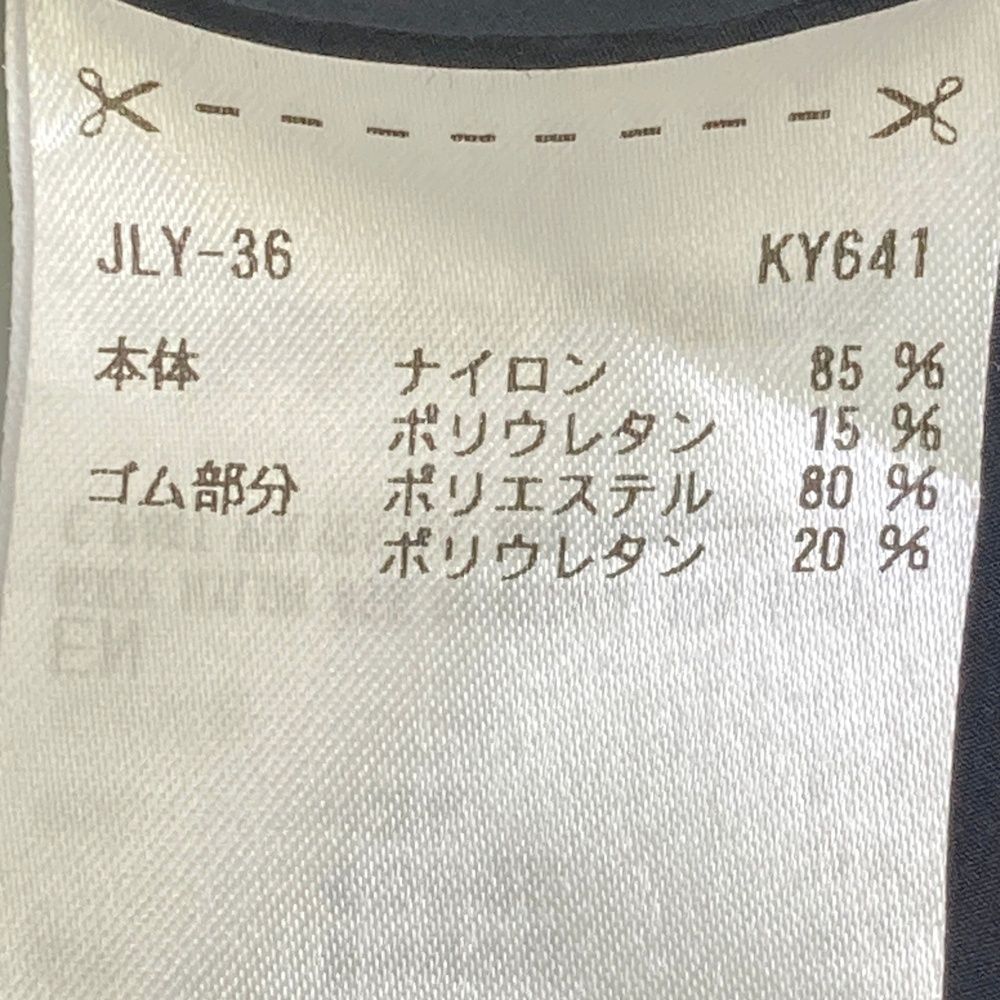 JLY-36 KY641
本体 ナイロン 85 %
ポリウレタン 15 %
ゴム部分 ポリエステル 80 %
ポリウレタン 20 %